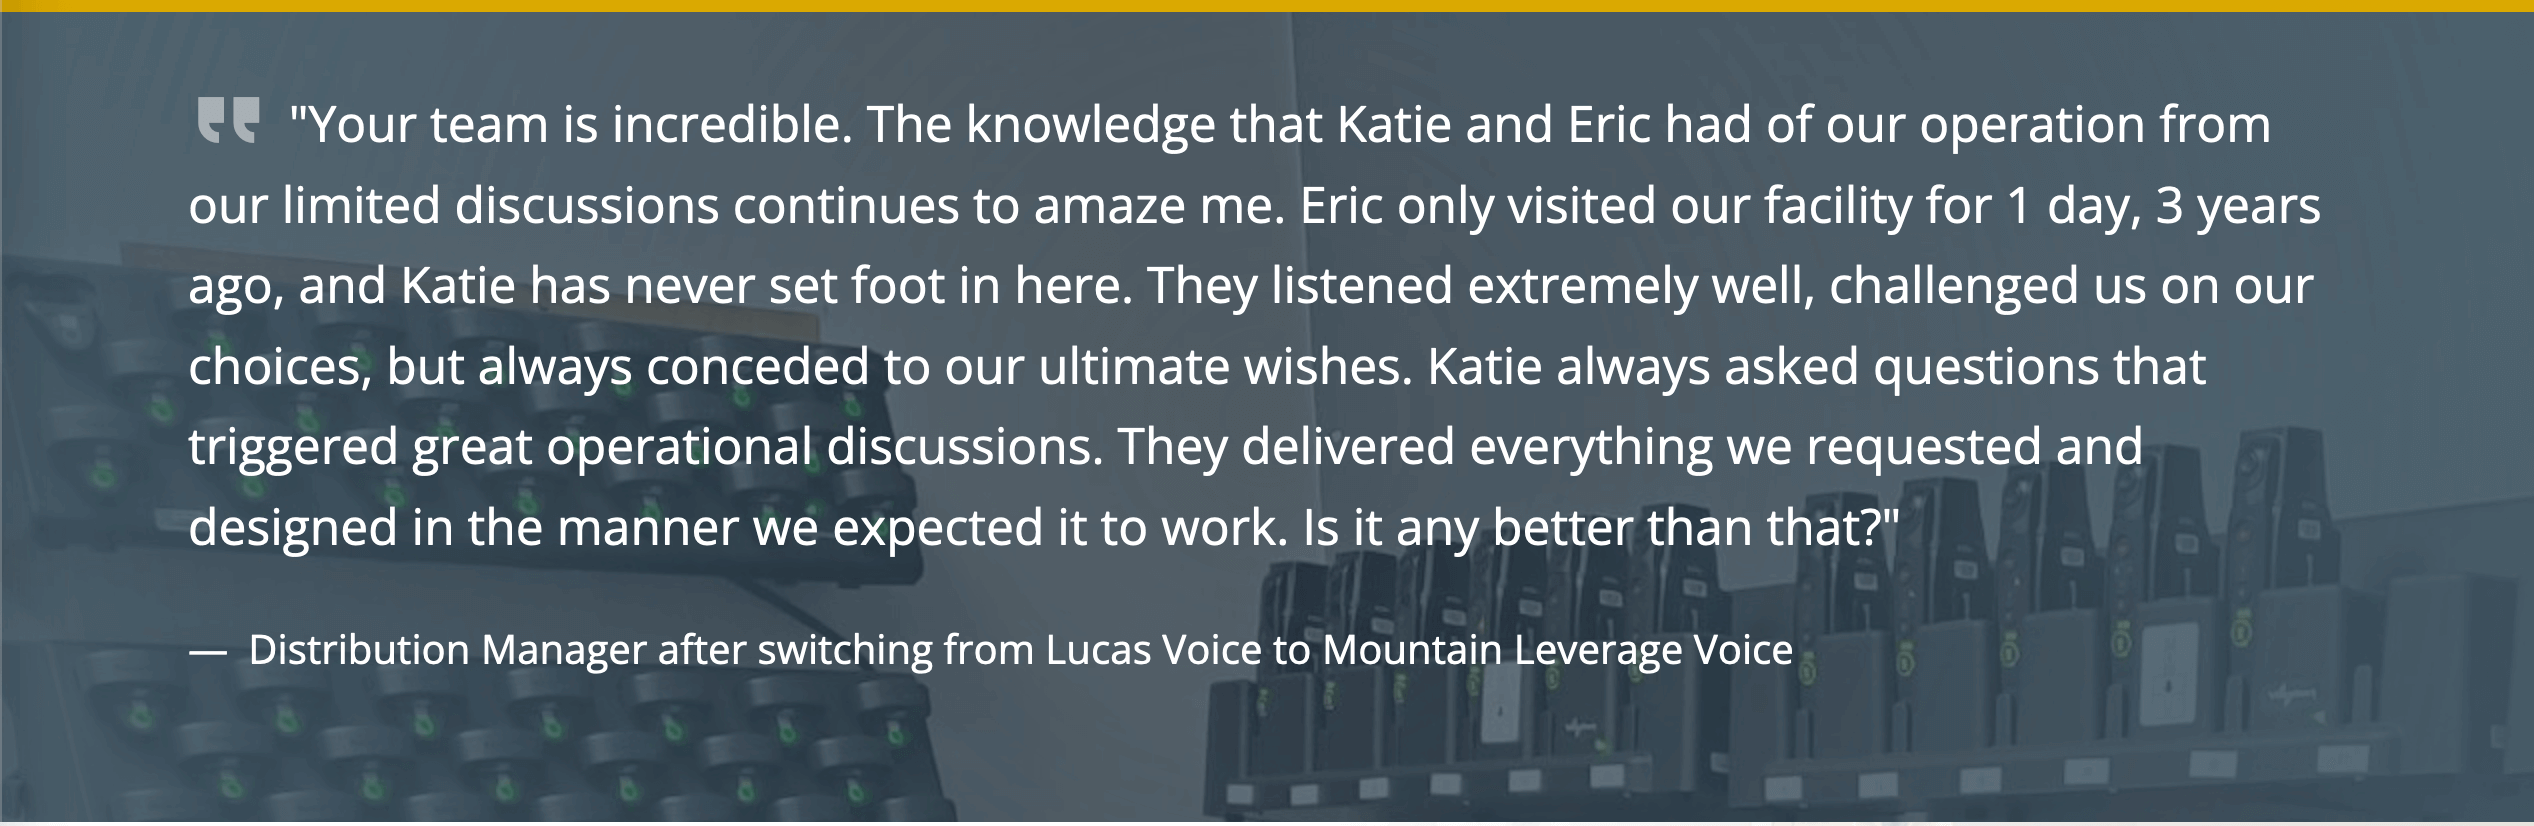 "Your team is incredible. The knowledge that Katie and Eric had of our operation from
our limited discussions continues to amaze me. Eric only visited our facility for 1 day, 3 years
ago, and Katie has never set foot in here. They listened extremely well, challenged us on our
choices, but always conceded to our ultimate wishes. Katie always asked questions that
triggered great operational discussions. They delivered everything we requested and
designed in the manner we expected it to work. Is it any better than that?"
— Distribution Manager after switching from Lucas Voice to Mountain Leverage Voice